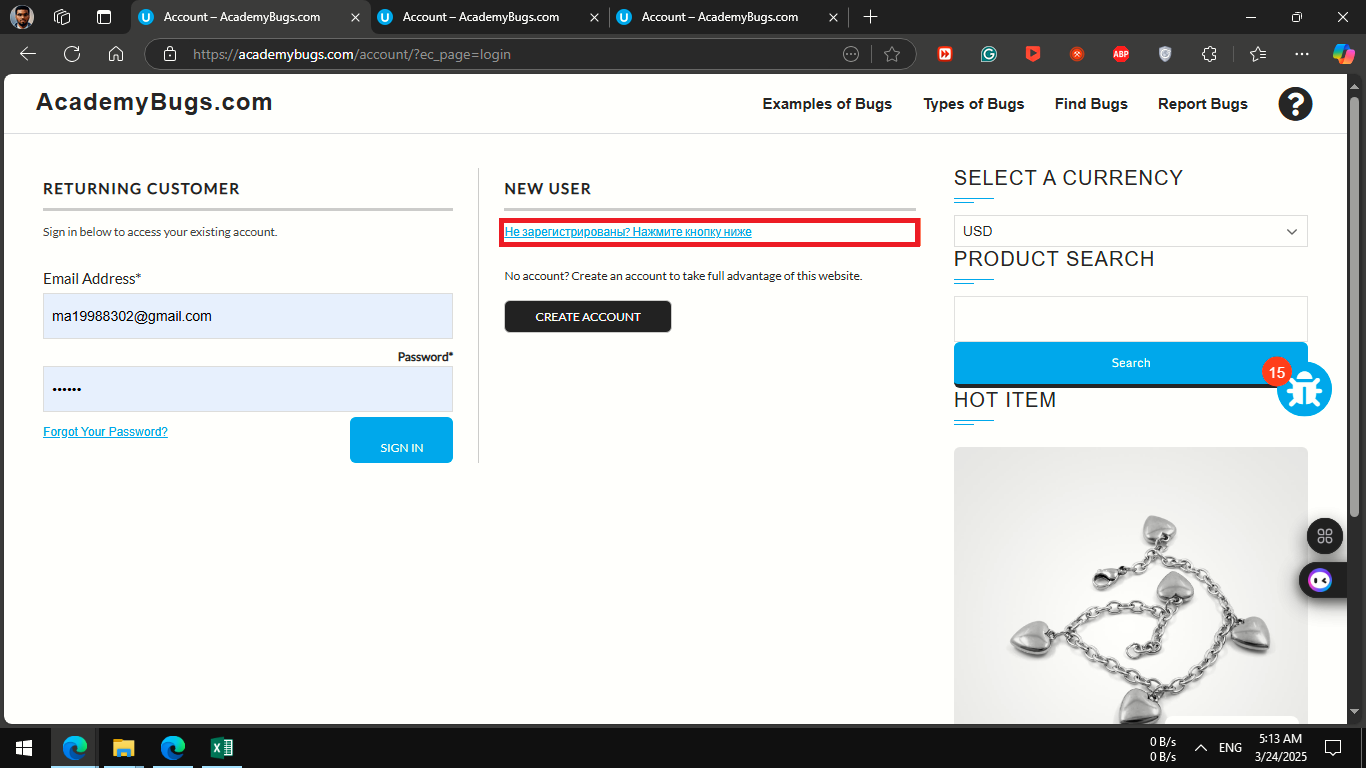 Account – AcademyBugs.com
Account – AcademyBugs.com
Account – AcademyBugs.com
https://academybugs.com/account/?ec_page=login
ABP
AcademyBugs.com
Examples of Bugs
Types of Bugs
Find Bugs
Report Bugs
?
RETURNING CUSTOMER
Sign in below to access your existing account.
Email Address*
ma19988302@gmail.com
Password*
••••••
Forgot Your Password?
SIGN IN
NEW USER
Не зарегистрированы? Нажмите кнопку ниже
No account? Create an account to take full advantage of this website.
CREATE ACCOUNT
SELECT A CURRENCY
USD
PRODUCT SEARCH
Search
15
HOT ITEM
0 B/s
0 B/s
ENG
5:13 AM
3/24/2025